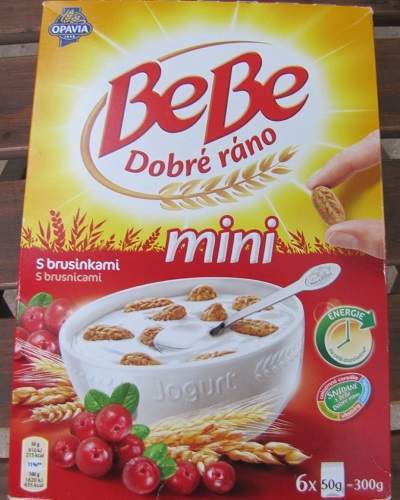 OPAVIA
BeBe
Dobré ráno
mini
S brusinkami
S brusnicami
ENERGIE
Jogurt
6x 50g = 300g